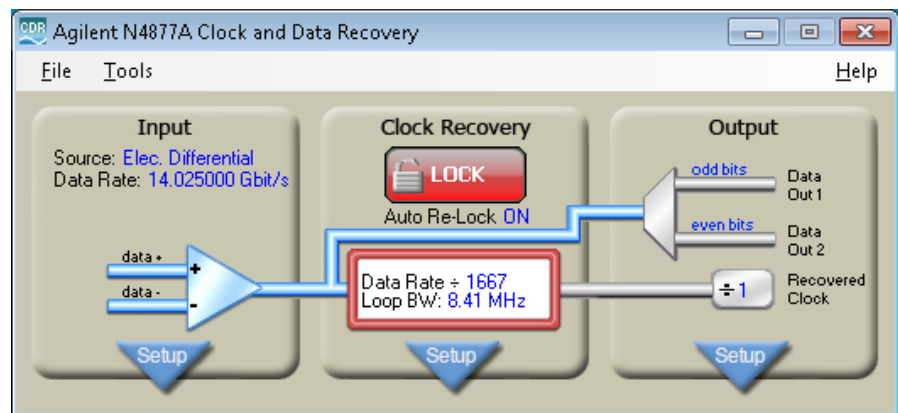 CDR Agilent N4877A Clock and Data Recovery
File Tools Help
Input
Source: Elec. Differential
Data Rate: 14.025000 Gbit/s
data +
+
data -
-
Setup
Clock Recovery
LOCK
Auto Re-Lock ON
Data Rate ÷ 1667
Loop BW: 8.41 MHz
Setup
Output
odd bits
Data
Out 1
even bits
Data
Out 2
÷1
Recovered
Clock
Setup